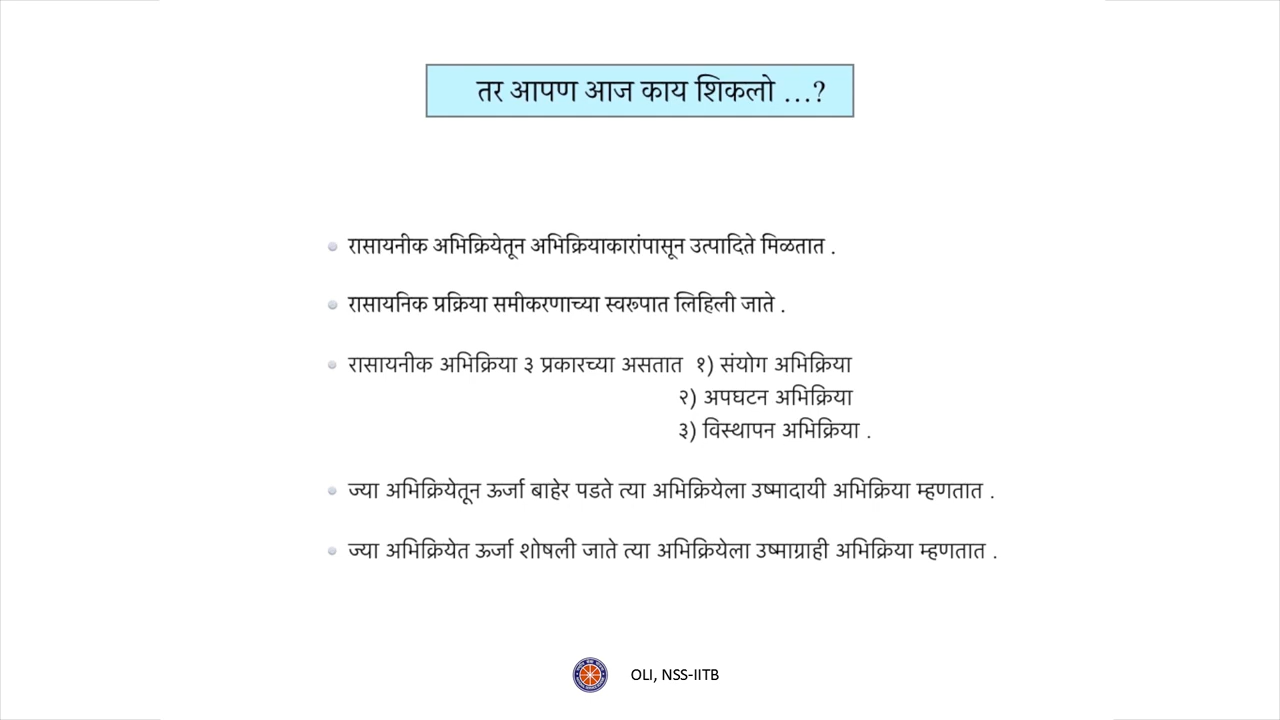 तर आपण आज काय शिकलो ...?
रासायनीक अभिक्रियेतून अभिक्रियाकारांपासून उत्पादिते मिळतात .
रासायनिक प्रक्रिया समीकरणाच्या स्वरूपात लिहिली जाते .
रासायनीक अभिक्रिया ३ प्रकारच्या असतात १) संयोग अभिक्रिया
२) अपघटन अभिक्रिया
३) विस्थापन अभिक्रिया .
ज्या अभिक्रियेतून ऊर्जा बाहेर पडते त्या अभिक्रियेला उष्मादायी अभिक्रिया म्हणतात .
ज्या अभिक्रियेत ऊर्जा शोषली जाते त्या अभिक्रियेला उष्माग्राही अभिक्रिया म्हणतात .
OLI, NSS-IITB